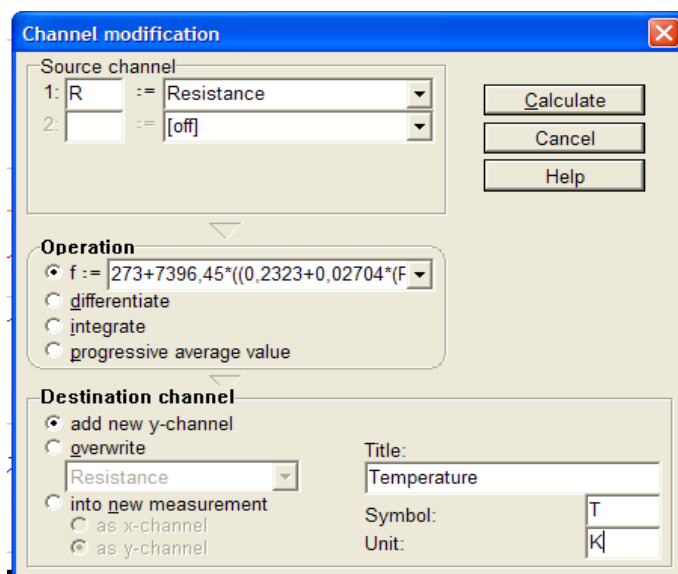 Channel modification
Source channel
1: R := Resistance
2: := [off]
Calculate
Cancel
Help
Operation
f := 273+7396,45*((0,2323+0,02704*(
differentiate
integrate
progressive average value
Destination channel
add new y-channel
overwrite
Resistance
into new measurement
as x-channel
as y-channel
Title:
Temperature
Symbol: T
Unit: K